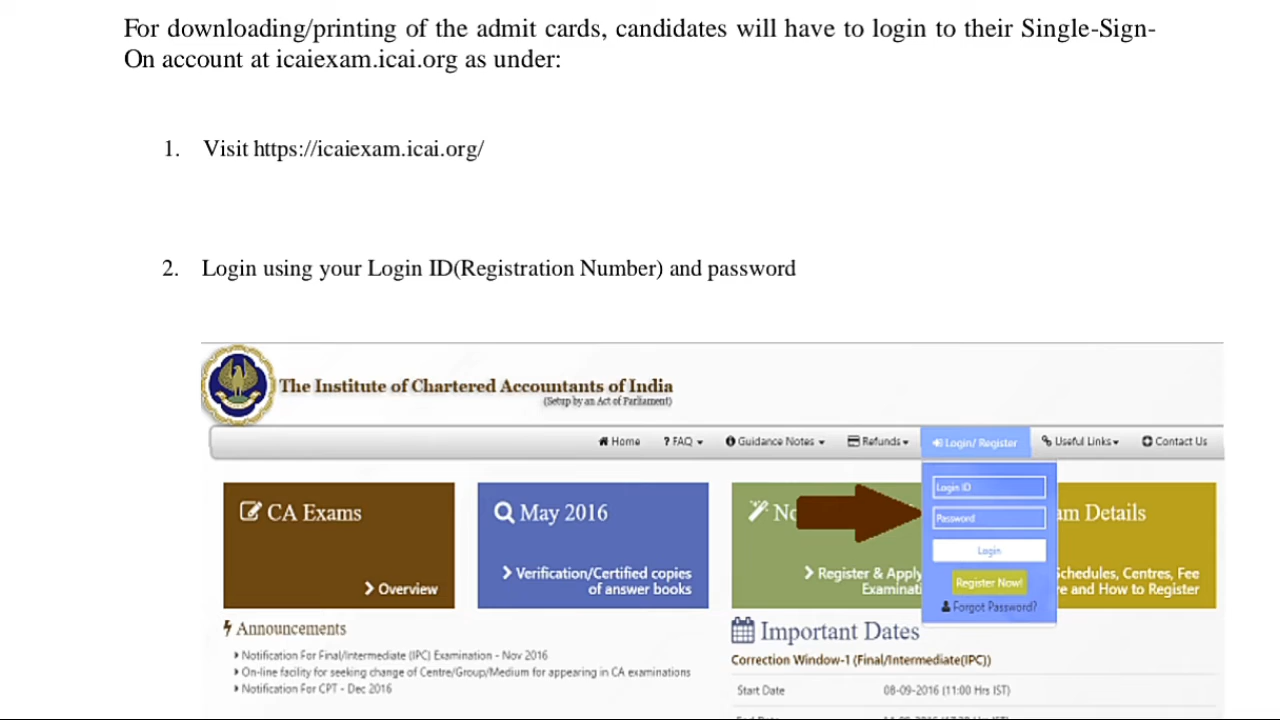 For downloading/printing of the admit cards, candidates will have to login to their Single-Sign-
On account at icaiexam.icai.org as under:
1. Visit https://icaiexam.icai.org/
2. Login using your Login ID(Registration Number) and password
The Institute of Chartered Accountants of India
(Setup by an Act of Parliament)
Home ? FAQ Guidance Notes Refunds Login/ Register Useful Links Contact Us
Login ID
Password
Login
Register Now!
Forgot Password?
CA Exams
Overview
May 2016
Verification/Certified copies
of answer books
Register & Apply
Details
Schedules, Centres, Fee
and How to Register
Announcements
Notification For Final/Intermediate (IPC) Examination - Nov 2016
On-line facility for seeking change of Centre/Group/Medium for appearing in CA examinations
Notification For CPT - Dec 2016
Important Dates
Correction Window-1 (Final/Intermediate(IPC))
Start Date 08-09-2016 (11:00 Hrs IST)